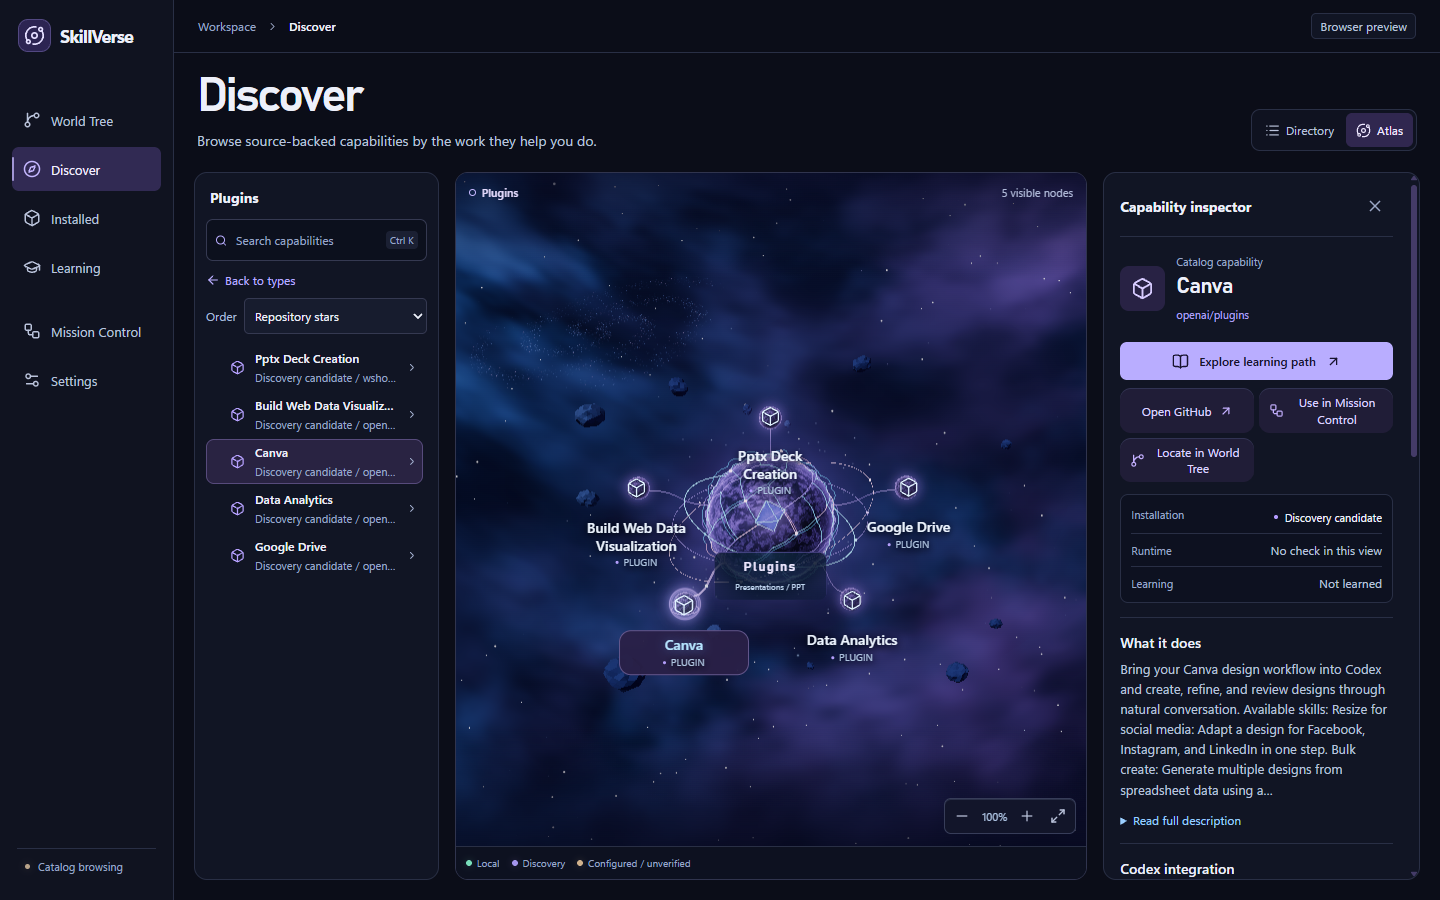 SkillVerse
World Tree
Discover
Installed
Learning
Mission Control
Settings
Catalog browsing
Workspace > Discover
Browser preview
Discover
Browse source-backed capabilities by the work they help you do.
Directory
Atlas
Plugins
Search capabilities Ctrl K
Back to types
Order Repository stars
Pptx Deck Creation
Discovery candidate / wsho...
Build Web Data Visualiz...
Discovery candidate / open...
Canva
Discovery candidate / open...
Data Analytics
Discovery candidate / open...
Google Drive
Discovery candidate / open...
Plugins
5 visible nodes
Pptx Deck
Creation
PLUGIN
Build Web Data
Visualization
PLUGIN
Google Drive
PLUGIN
Plugins
Presentations / PPT
Canva
PLUGIN
Data Analytics
PLUGIN
100%
Local
Discovery
Configured / unverified
Capability inspector
Catalog capability
Canva
openai/plugins
Explore learning path
Open GitHub
Use in Mission
Control
Locate in World
Tree
Installation Discovery candidate
Runtime No check in this view
Learning Not learned
What it does
Bring your Canva design workflow into Codex
and create, refine, and review designs through
natural conversation. Available skills: Resize for
social media: Adapt a design for Facebook,
Instagram, and LinkedIn in one step. Bulk
create: Generate multiple designs from
spreadsheet data using a...
Read full description
Codex integration